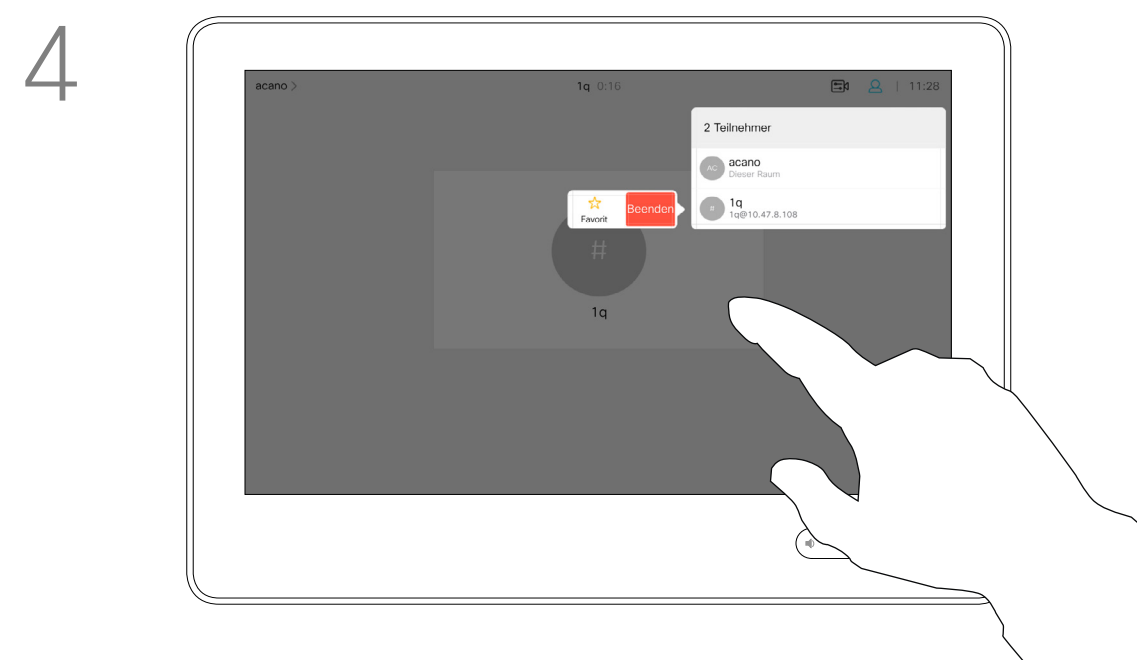 4
acano >
1q 0:16
| 11:28
2 Teilnehmer
AC
acano
Dieser Raum
Favorit
Beenden
#
1q
1q@10.47.8.108
#
1q